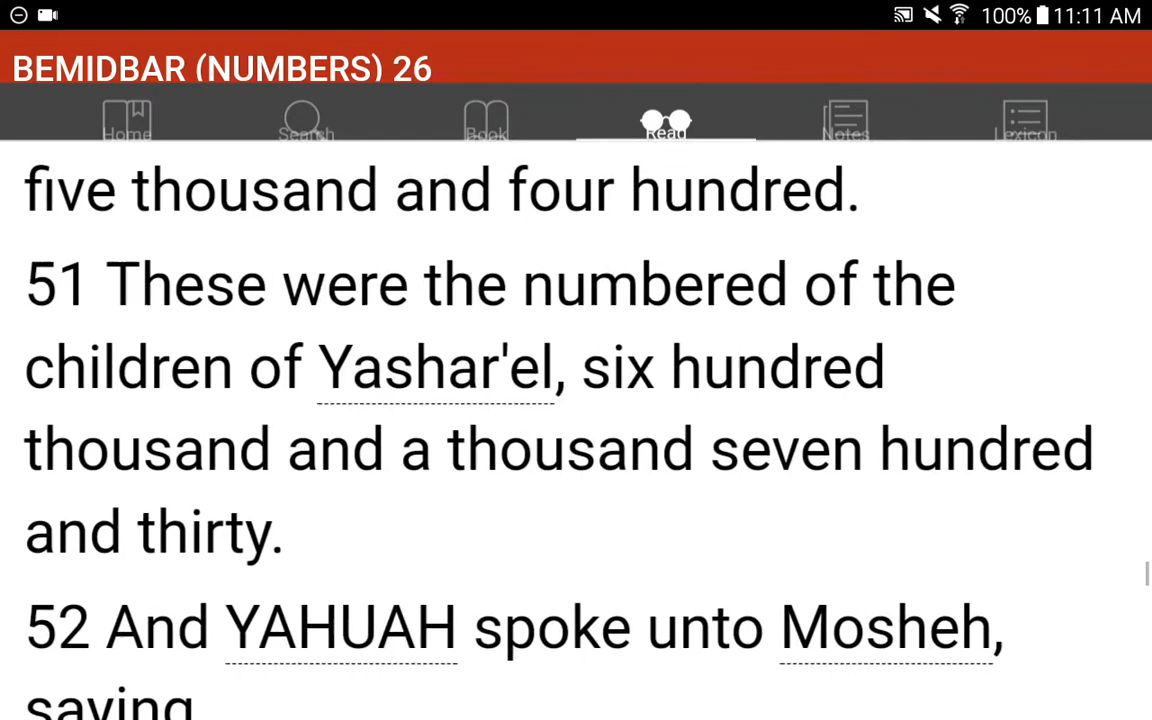 100% 11:11 AM
BEMIDBAR (NUMBERS) 26
Home Search Book Read Notes Lexicon
five thousand and four hundred.
51 These were the numbered of the
children of Yashar'el, six hundred
thousand and a thousand seven hundred
and thirty.
52 And YAHUAH spoke unto Mosheh,
saying